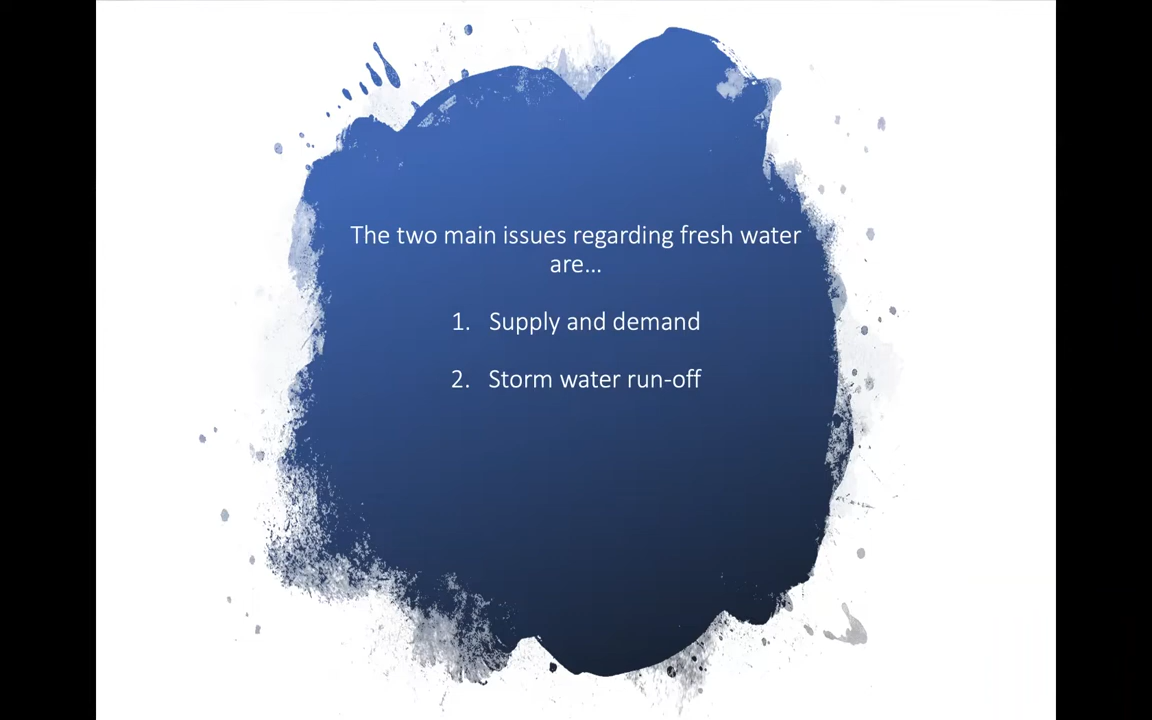 The two main issues regarding fresh water
are...
1. Supply and demand
2. Storm water run-off